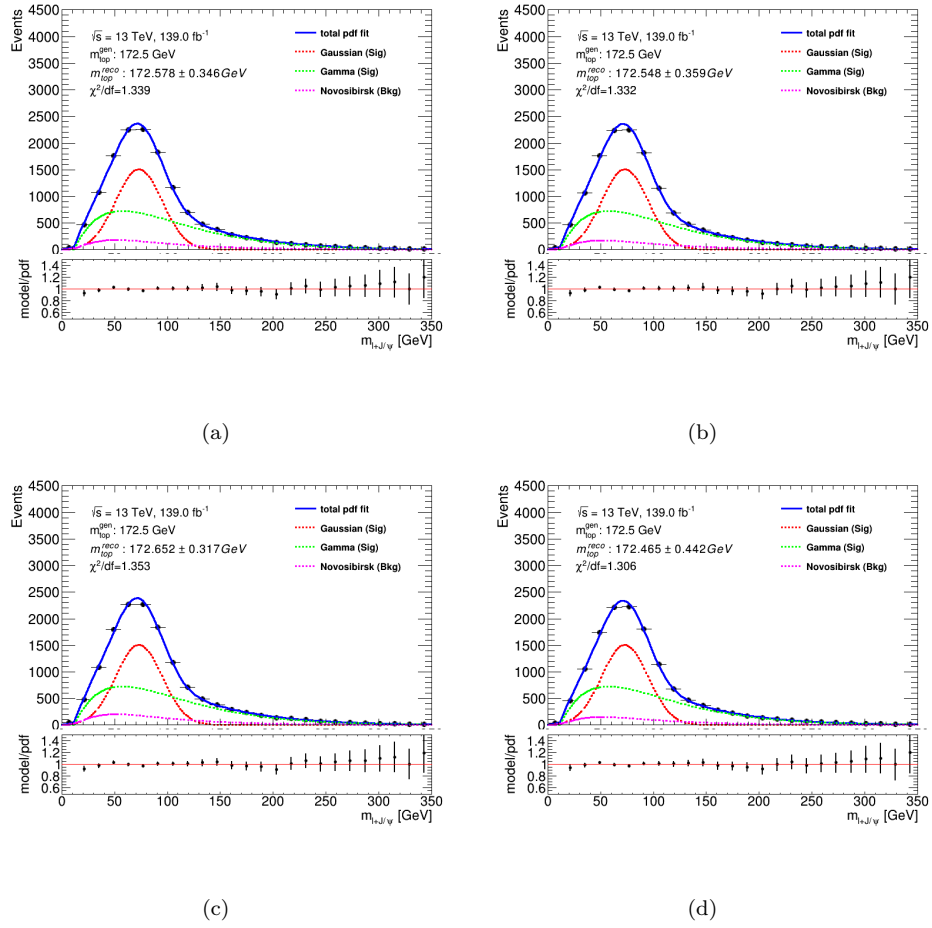 4500
4000
3500
3000
2500
2000
1500
1000
500
0
Events
√s = 13 TeV, 139.0 fb⁻¹
m_top^gen : 172.5 GeV
m_top^reco : 172.578 ± 0.346GeV
χ²/df=1.339
total pdf fit
Gaussian (Sig)
Gamma (Sig)
Novosibirsk (Bkg)
model/pdf
1.4
1.2
1
0.8
0.6
0 50 100 150 200 250 300 350
m_l+J/ψ [GeV]
(a)
4500
4000
3500
3000
2500
2000
1500
1000
500
0
Events
√s = 13 TeV, 139.0 fb⁻¹
m_top^gen : 172.5 GeV
m_top^reco : 172.548 ± 0.359GeV
χ²/df=1.332
total pdf fit
Gaussian (Sig)
Gamma (Sig)
Novosibirsk (Bkg)
model/pdf
1.4
1.2
1
0.8
0.6
0 50 100 150 200 250 300 350
m_l+J/ψ [GeV]
(b)
4500
4000
3500
3000
2500
2000
1500
1000
500
0
Events
√s = 13 TeV, 139.0 fb⁻¹
m_top^gen : 172.5 GeV
m_top^reco : 172.652 ± 0.317GeV
χ²/df=1.353
total pdf fit
Gaussian (Sig)
Gamma (Sig)
Novosibirsk (Bkg)
model/pdf
1.4
1.2
1
0.8
0.6
0 50 100 150 200 250 300 350
m_l+J/ψ [GeV]
(c)
4500
4000
3500
3000
2500
2000
1500
1000
500
0
Events
√s = 13 TeV, 139.0 fb⁻¹
m_top^gen : 172.5 GeV
m_top^reco : 172.465 ± 0.442GeV
χ²/df=1.306
total pdf fit
Gaussian (Sig)
Gamma (Sig)
Novosibirsk (Bkg)
model/pdf
1.4
1.2
1
0.8
0.6
0 50 100 150 200 250 300 350
m_l+J/ψ [GeV]
(d)